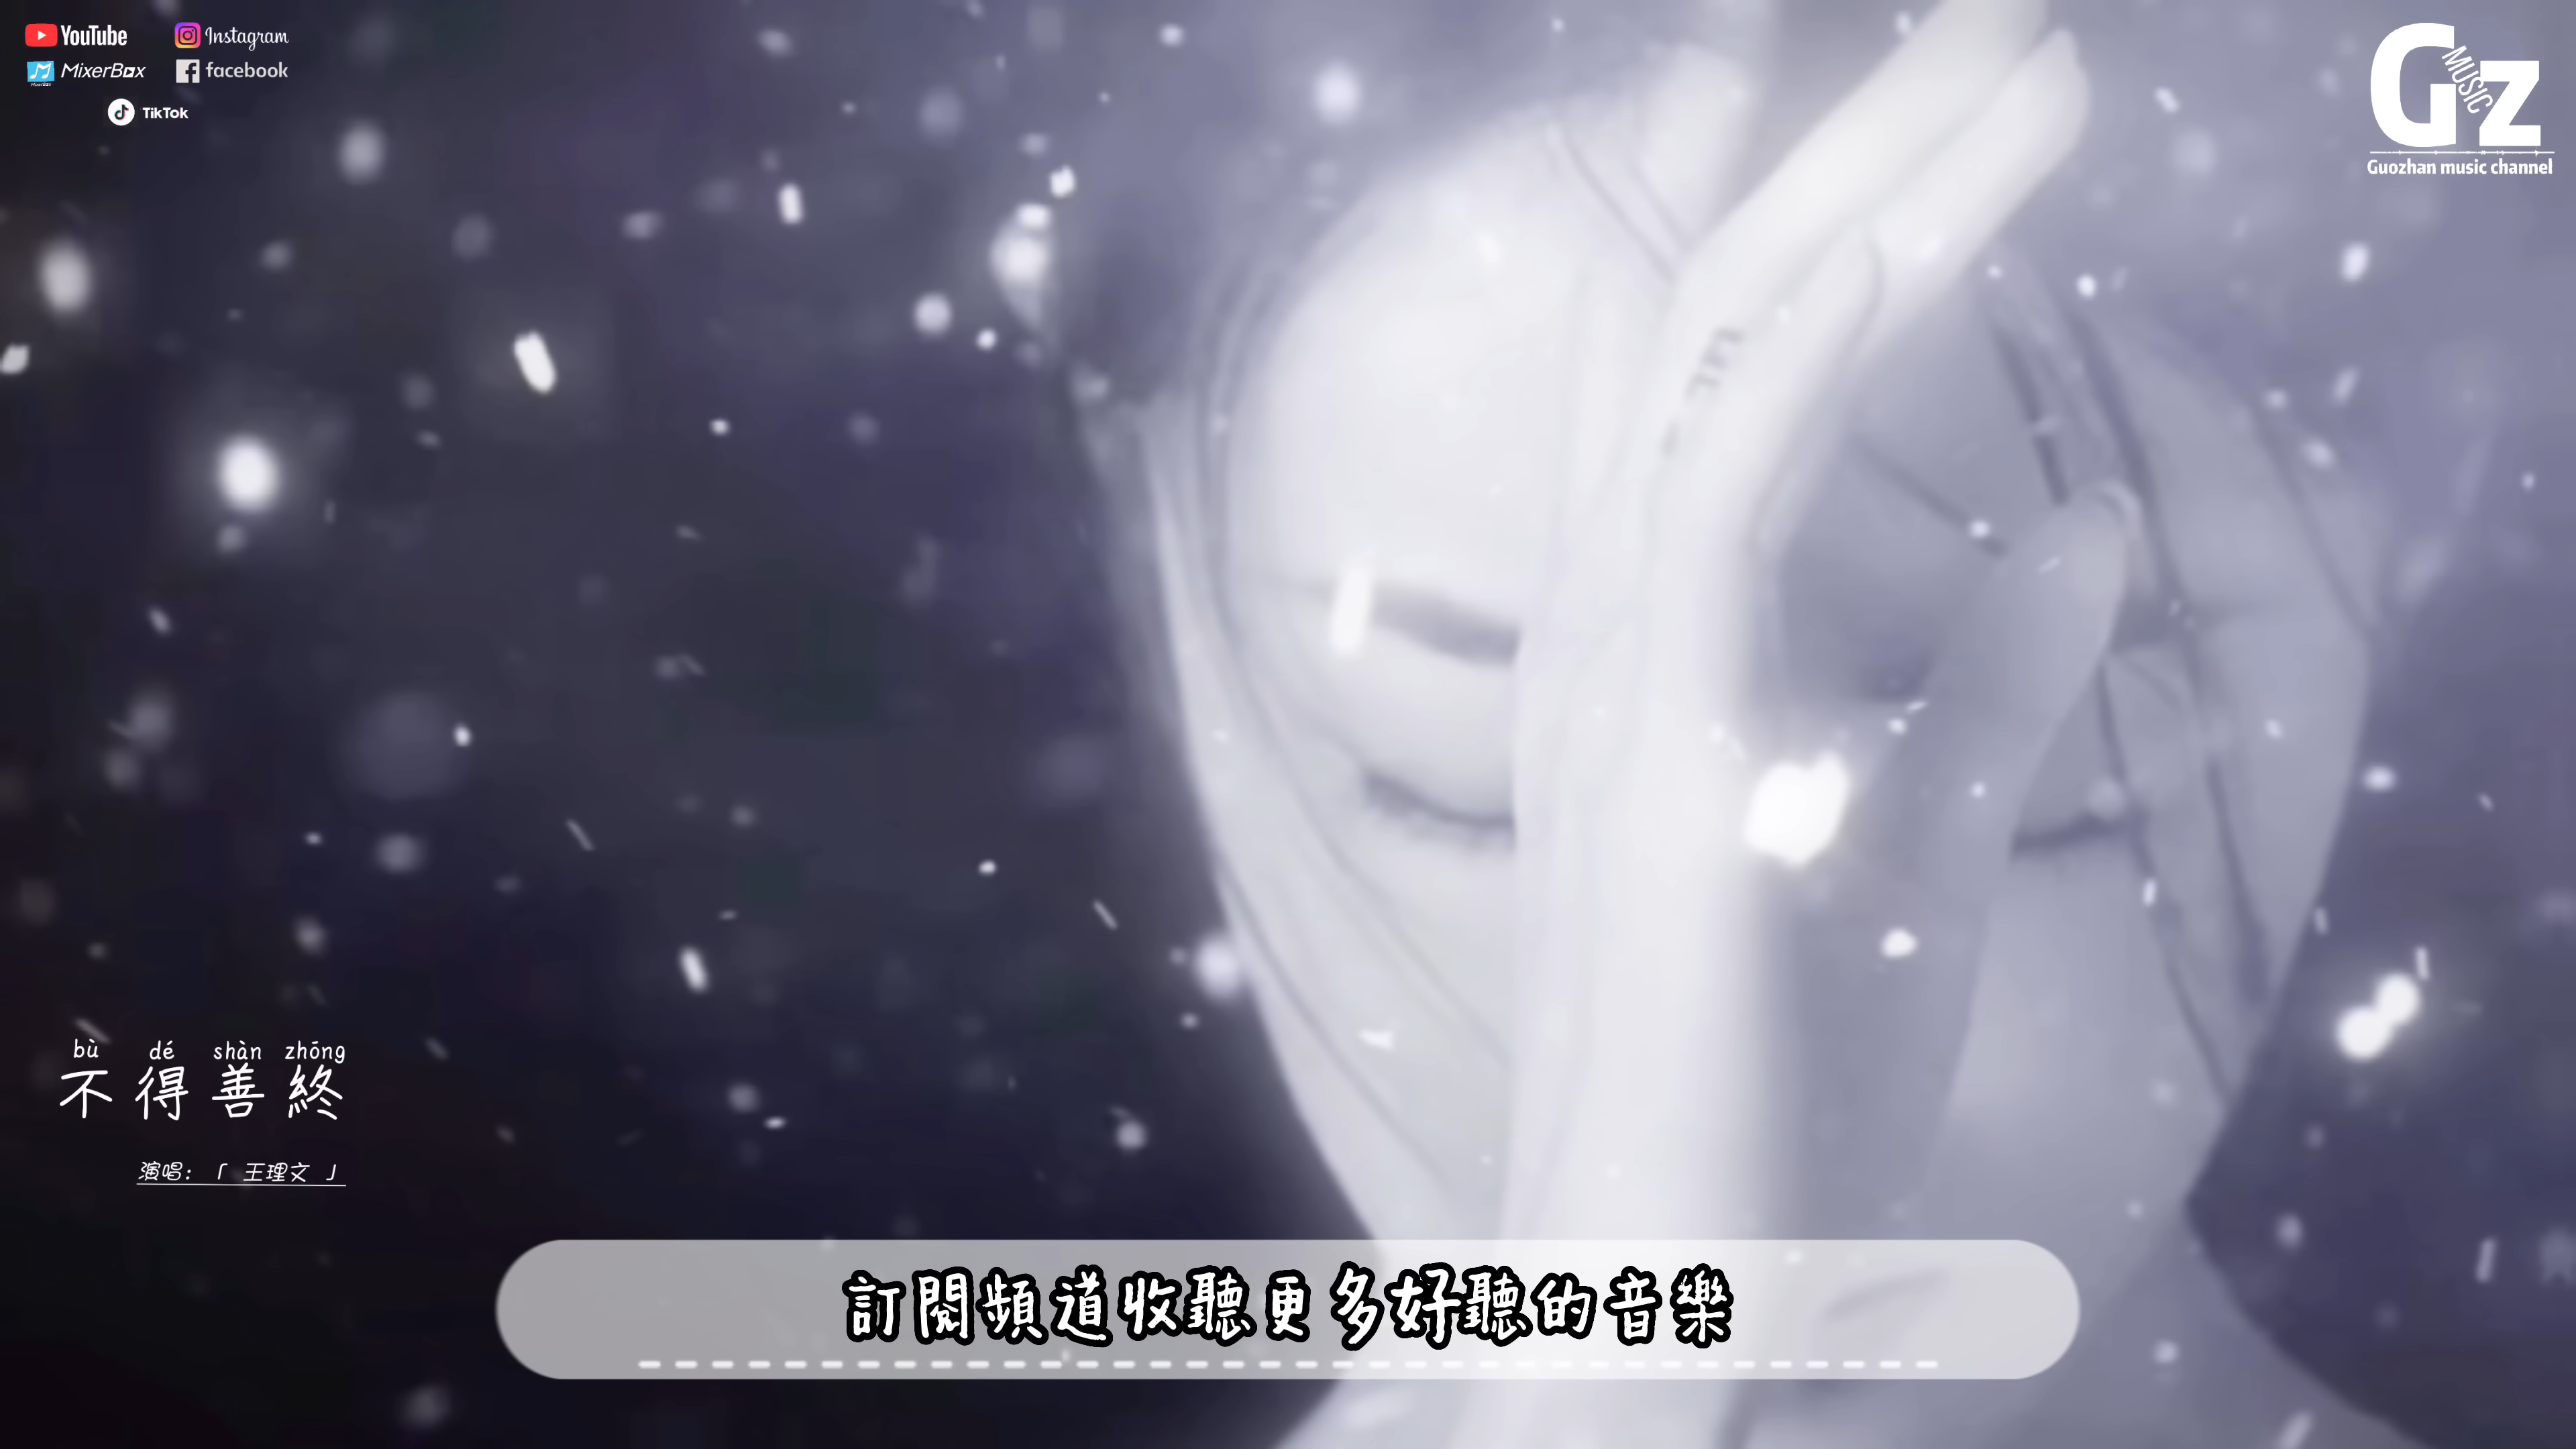 YouTube
Instagram
MixerBox
facebook
TikTok
GZ MUSIC
Guozhan music channel
bù dé shàn zhōng
不得善終
演唱：「 王理文 」
訂閱頻道收聽更多好聽的音樂